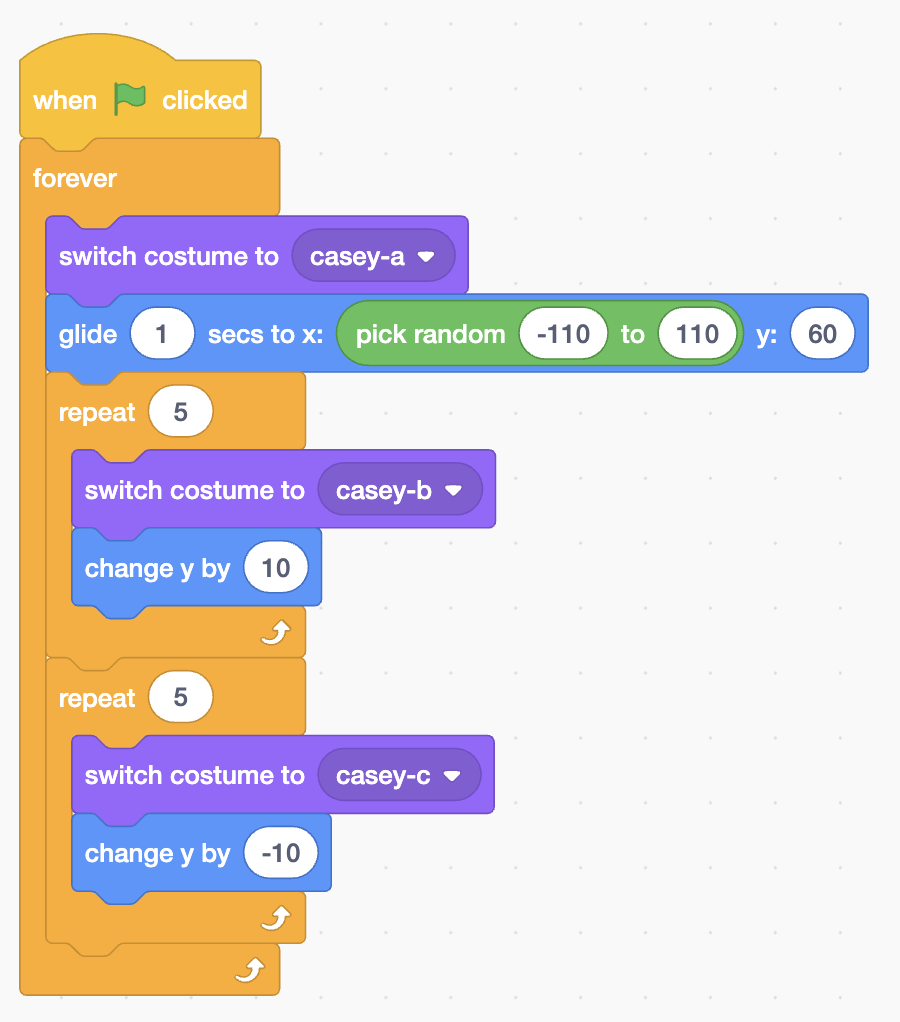 when clicked
forever
switch costume to casey-a
glide 1 secs to x: pick random -110 to 110 y: 60
repeat 5
switch costume to casey-b
change y by 10
repeat 5
switch costume to casey-c
change y by -10